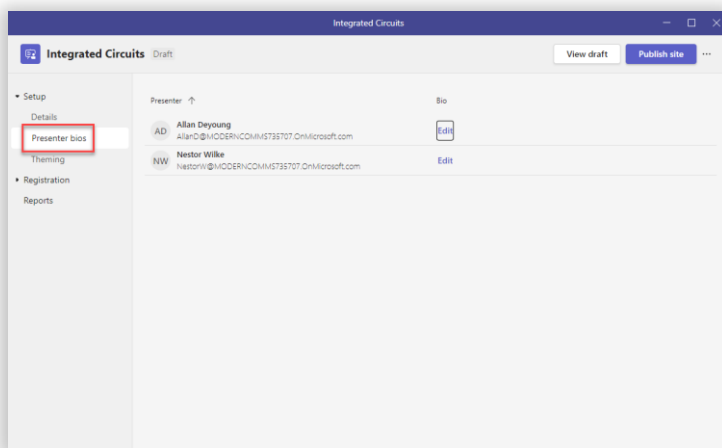 Integrated Circuits
Integrated Circuits Draft
View draft
Publish site
Setup
Details
Presenter bios
Theming
Registration
Reports
Presenter ↑ Bio
AD Allan Deyoung
AllanD@MODERNCOMMS735707.OnMicrosoft.com
Edit
NW Nestor Wilke
NestorW@MODERNCOMMS735707.OnMicrosoft.com
Edit